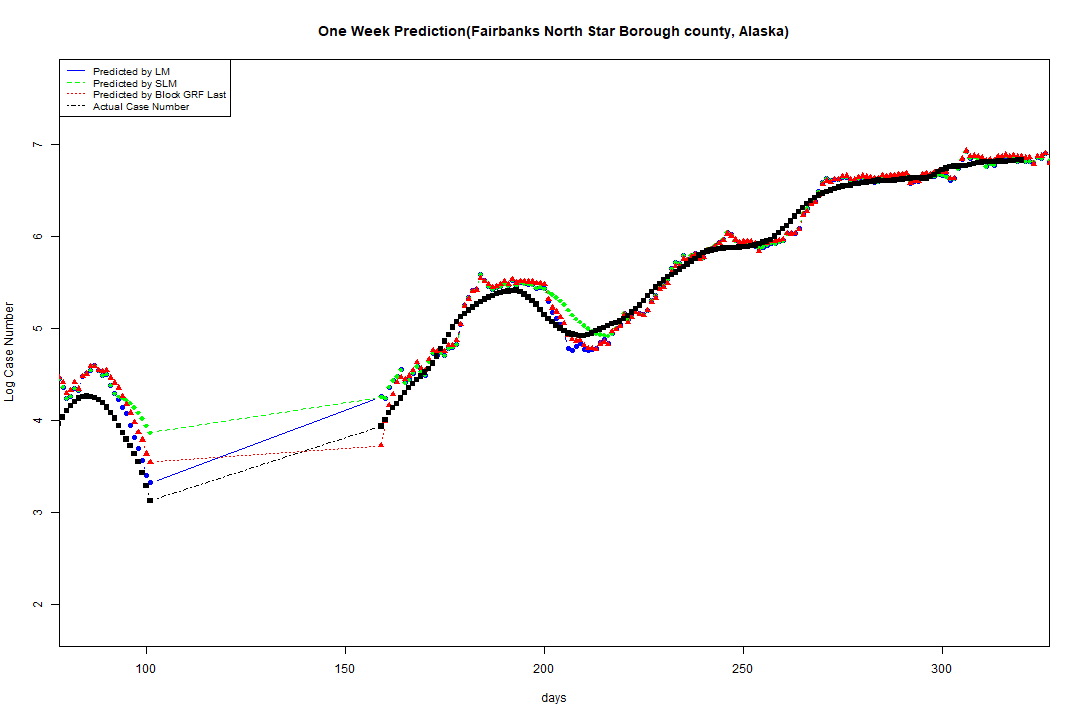 One Week Prediction(Fairbanks North Star Borough county, Alaska)
Predicted by LM
Predicted by SLM
Predicted by Block GRF Last
Actual Case Number
Log Case Number
7
6
5
4
3
2
100 150 200 250 300
days